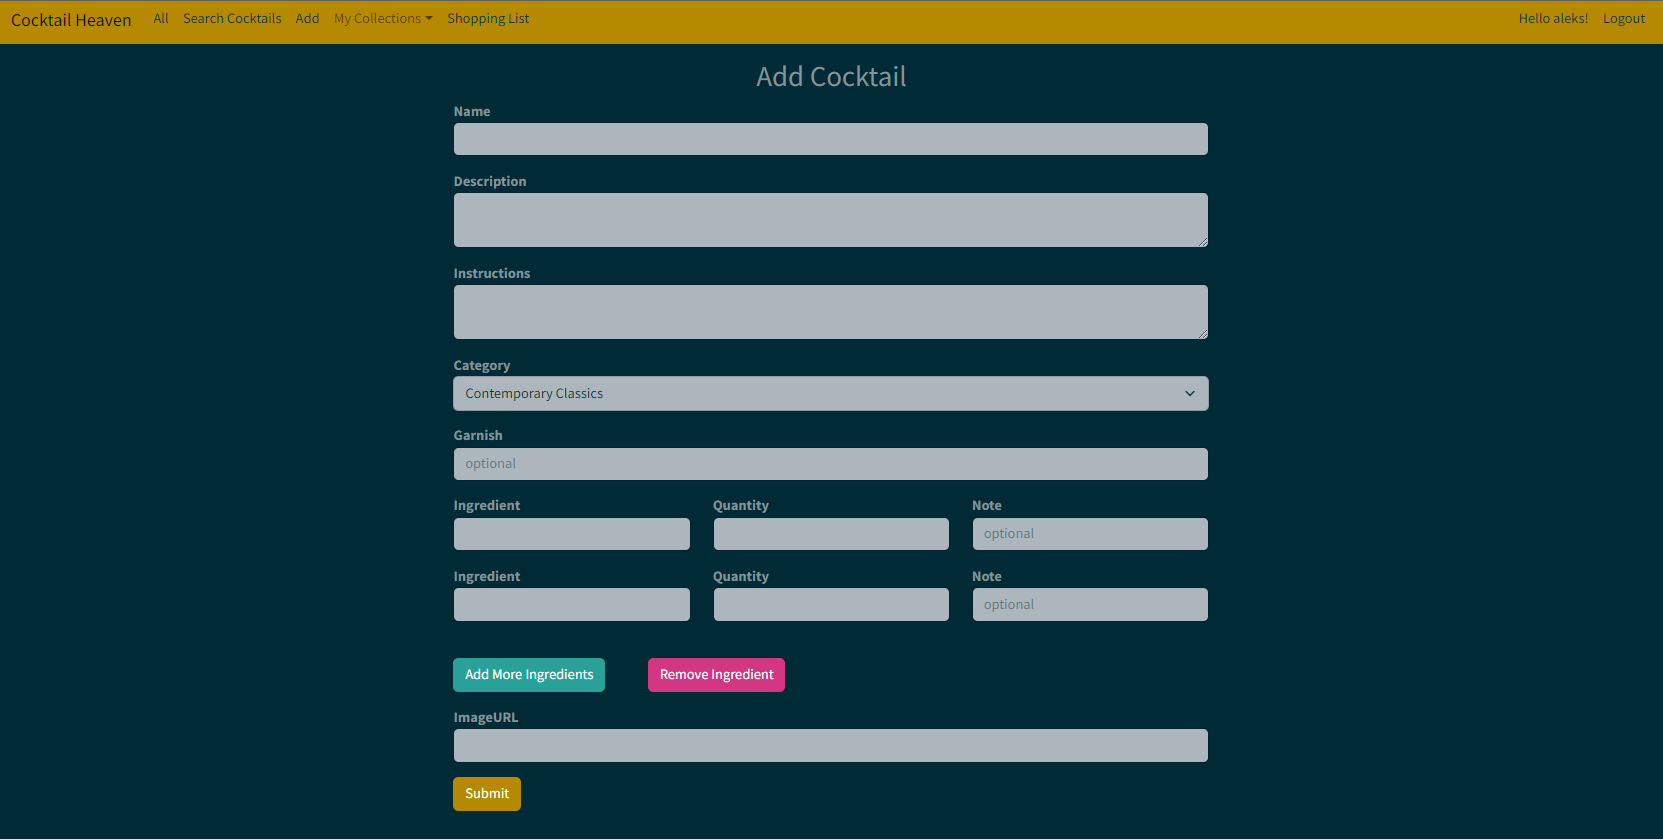 Cocktail Heaven All Search Cocktails Add My Collections Shopping List Hello aleks! Logout
Add Cocktail
Name
Description
Instructions
Category
Contemporary Classics
Garnish
optional
Ingredient Quantity Note
optional
Ingredient Quantity Note
optional
Add More Ingredients Remove Ingredient
ImageURL
Submit